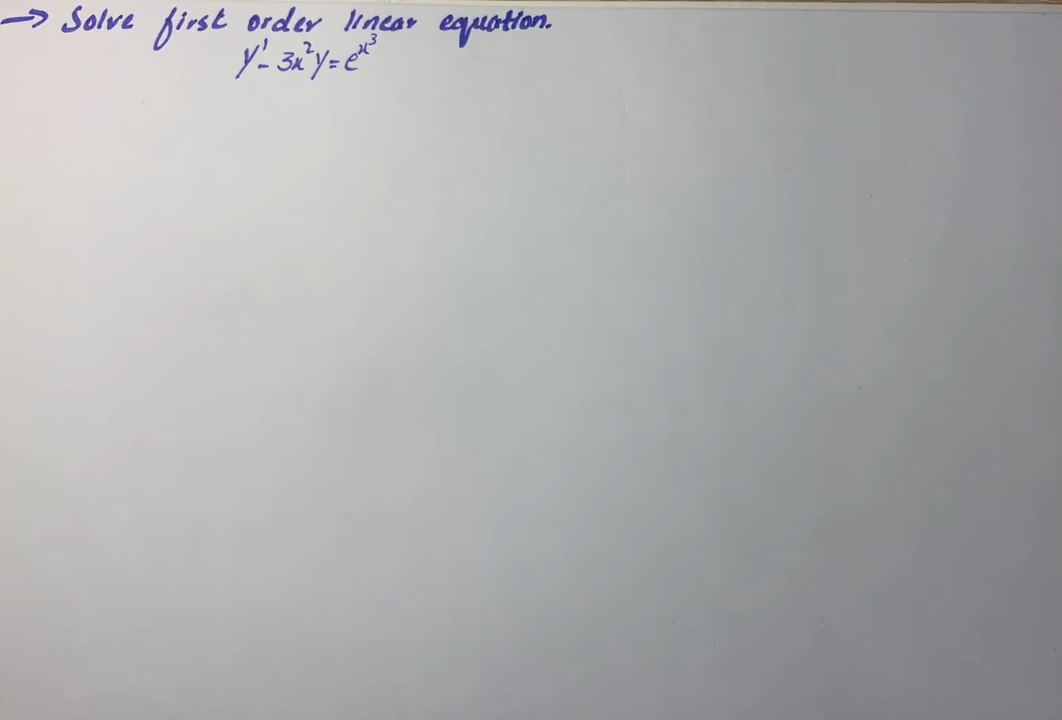 → Solve first order linear equation.
y' - 3x²y = e^x³